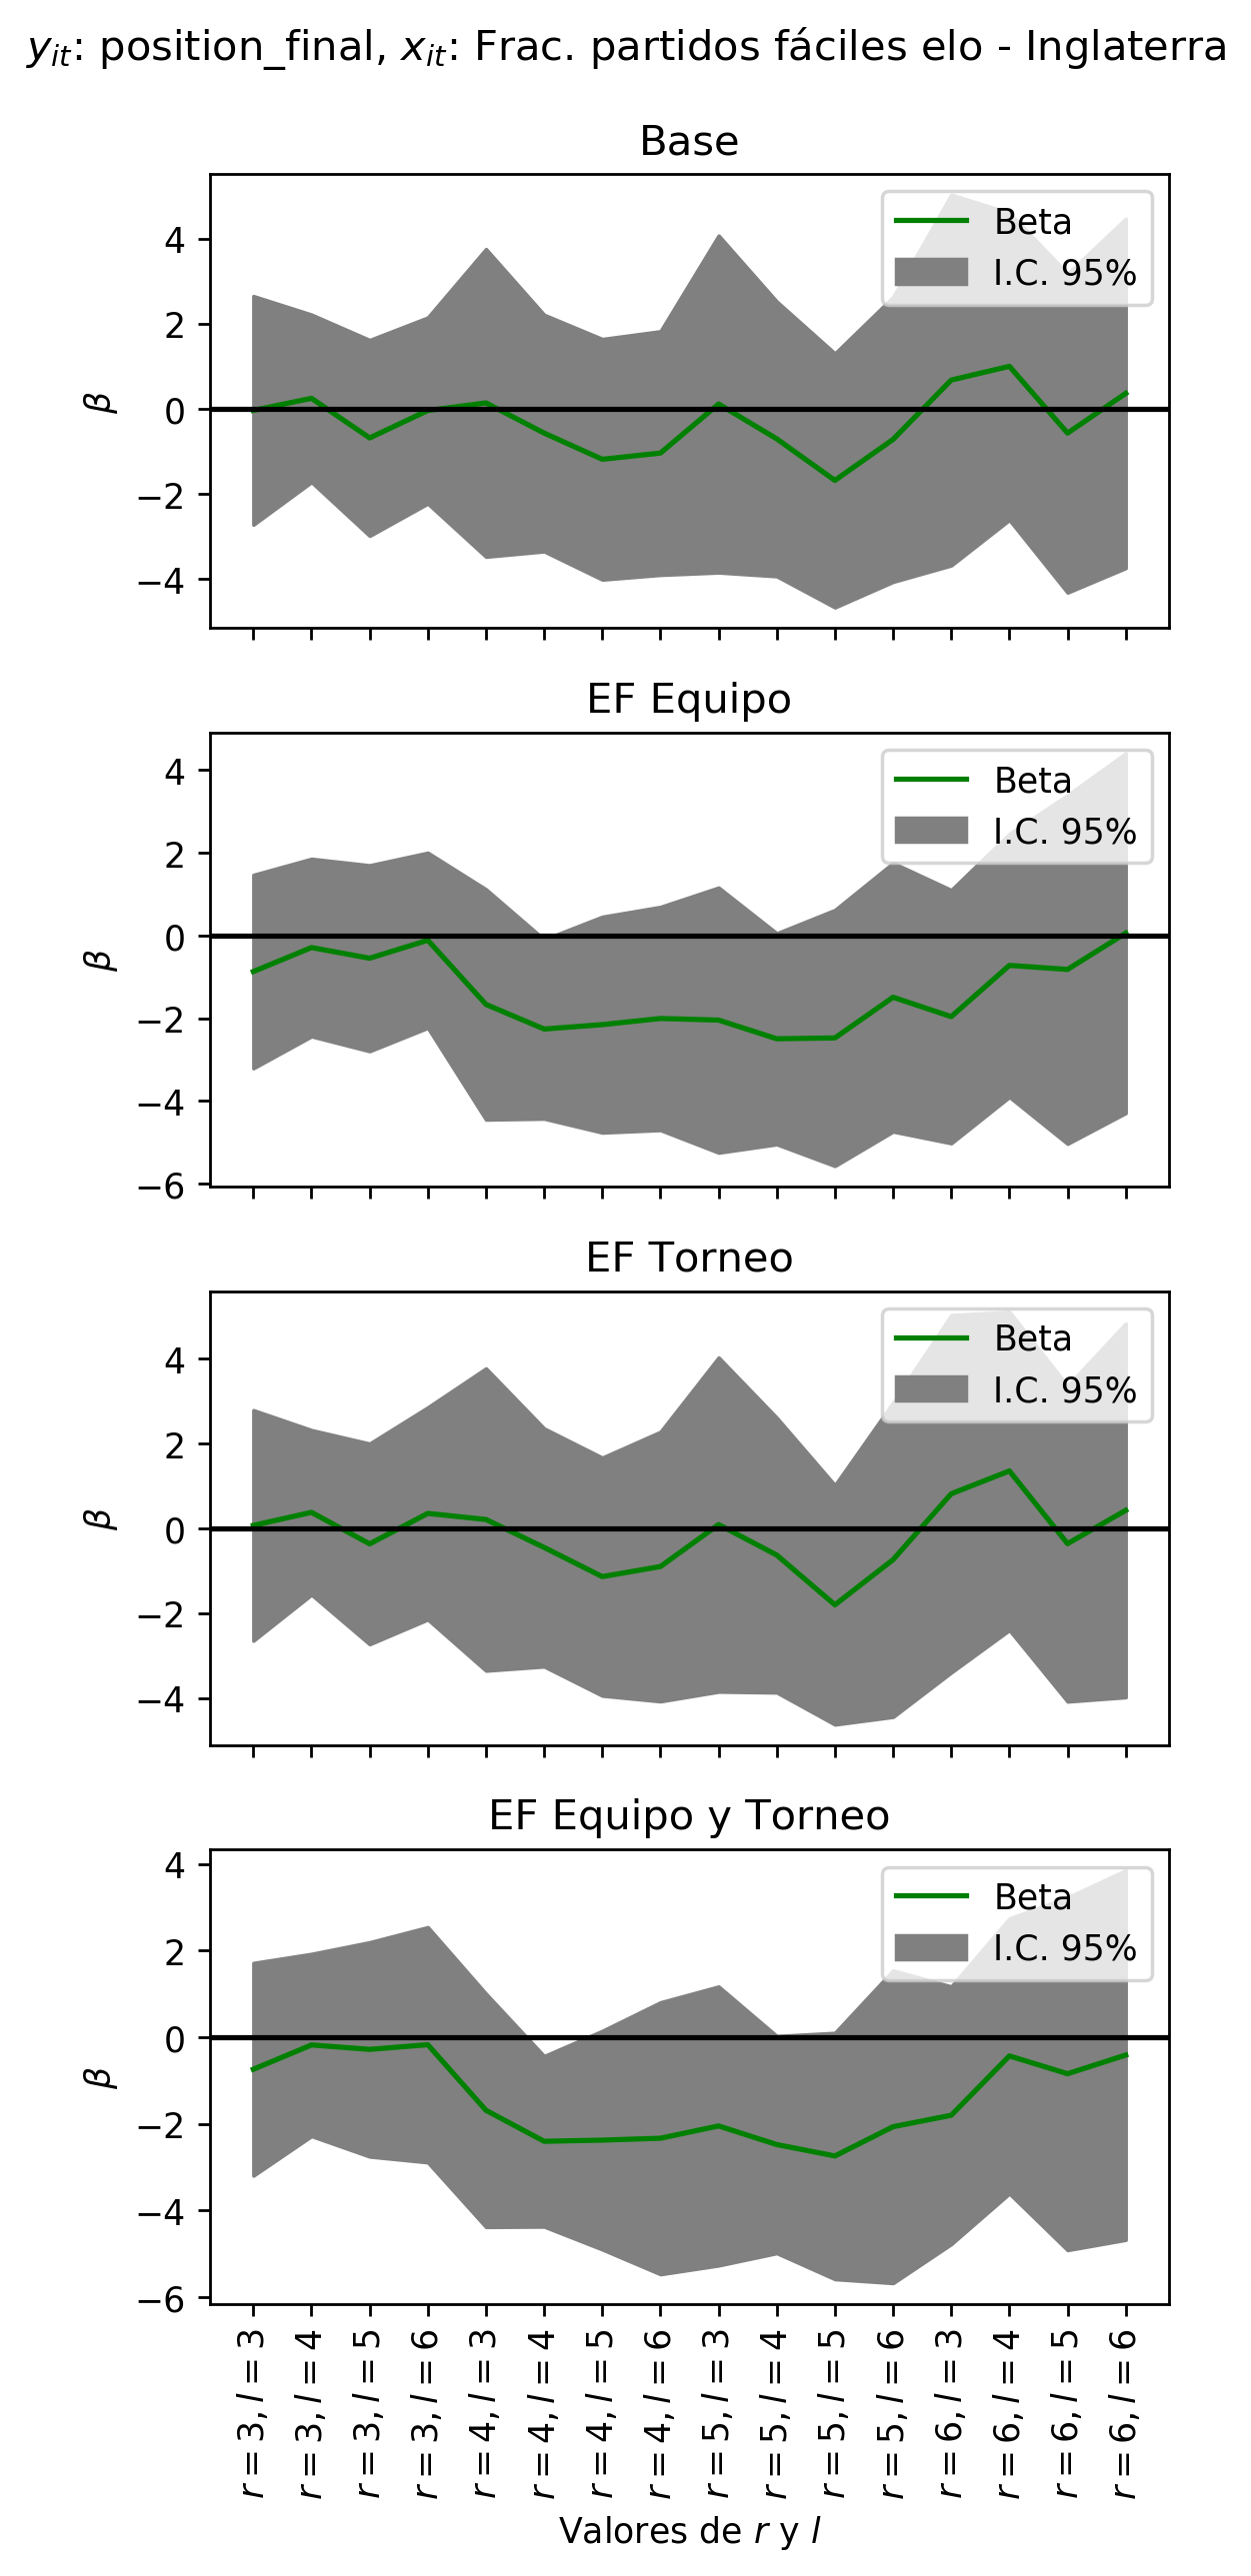 y_it: position_final, x_it: Frac. partidos fáciles elo - Inglaterra
Base
Beta
I.C. 95%
4
2
0
−2
−4
β
EF Equipo
Beta
I.C. 95%
4
2
0
−2
−4
−6
β
EF Torneo
Beta
I.C. 95%
4
2
0
−2
−4
β
EF Equipo y Torneo
Beta
I.C. 95%
4
2
0
−2
−4
−6
β
r = 3, l = 3
r = 3, l = 4
r = 3, l = 5
r = 3, l = 6
r = 4, l = 3
r = 4, l = 4
r = 4, l = 5
r = 4, l = 6
r = 5, l = 3
r = 5, l = 4
r = 5, l = 5
r = 5, l = 6
r = 6, l = 3
r = 6, l = 4
r = 6, l = 5
r = 6, l = 6
Valores de r y l